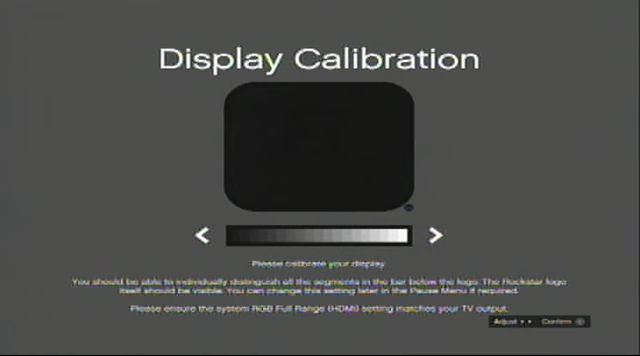 Display Calibration
Please calibrate your display.
You should be able to individually distinguish all the segments in the bar below the logo. The Rockstar logo
itself should be visible. You can change this setting later in the Pause Menu if required.
Please ensure the system RGB Full Range (HDMI) setting matches your TV output.
Adjust Confirm